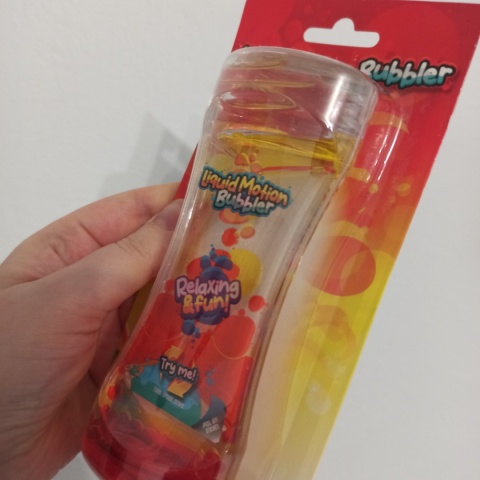 Bubbler
Liquid Motion
Bubbler
Relaxing
&fun!
Try me!